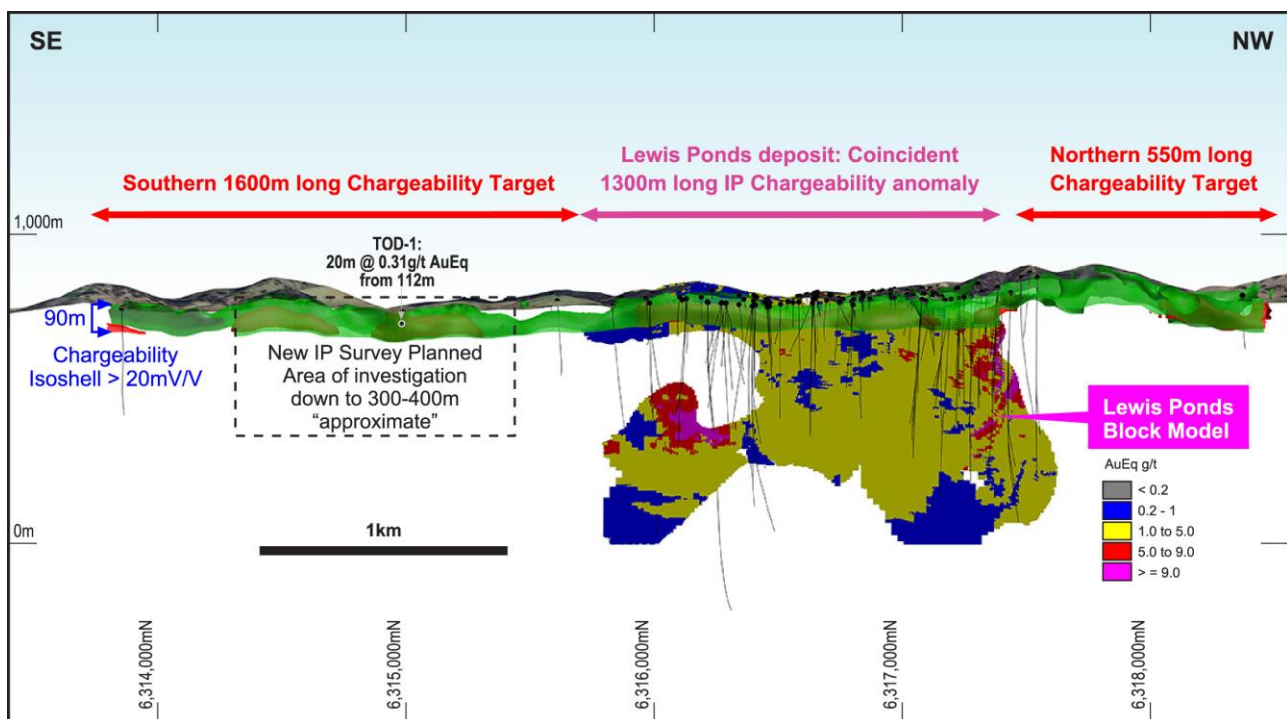 SE
NW
Southern 1600m long Chargeability Target
Lewis Ponds deposit: Coincident
1300m long IP Chargeability anomaly
Northern 550m long
Chargeability Target
1,000m
TOD-1:
20m @ 0.31g/t AuEq
from 112m
90m
Chargeability
Isoshell > 20mV/V
New IP Survey Planned
Area of investigation
down to 300-400m
“approximate”
Lewis Ponds
Block Model
AuEq g/t
< 0.2
0.2 - 1
1.0 to 5.0
5.0 to 9.0
> = 9.0
1km
0m
6,314,000mN
6,315,000mN
6,316,000mN
6,317,000mN
6,318,000mN